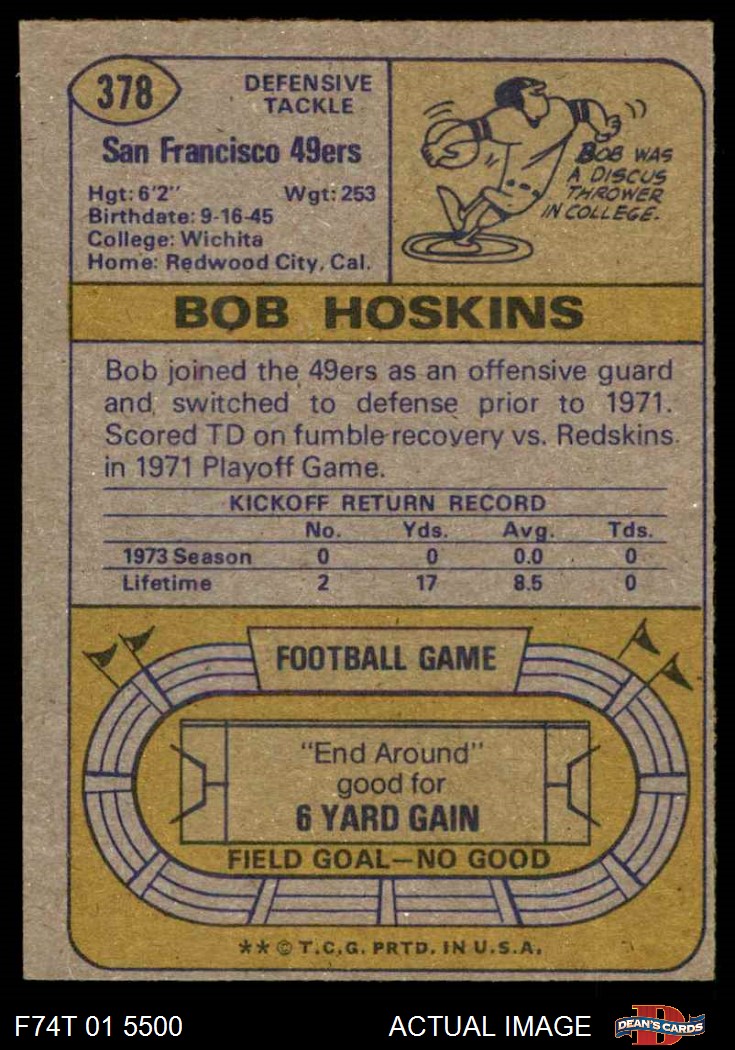 378
DEFENSIVE
TACKLE
San Francisco 49ers
Hgt: 6'2" Wgt: 253
Birthdate: 9-16-45
College: Wichita
Home: Redwood City, Cal.
BOB WAS
A DISCUS
THROWER
IN COLLEGE.
BOB HOSKINS
Bob joined the 49ers as an offensive guard
and switched to defense prior to 1971.
Scored TD on fumble recovery vs. Redskins
in 1971 Playoff Game.
KICKOFF RETURN RECORD
No. Yds. Avg. Tds.
1973 Season 0 0 0.0 0
Lifetime 2 17 8.5 0
FOOTBALL GAME
"End Around"
good for
6 YARD GAIN
FIELD GOAL—NO GOOD
** © T.C.G. PRTD. IN U.S.A.
F74T 01 5500 ACTUAL IMAGE
D
DEAN'S CARDS